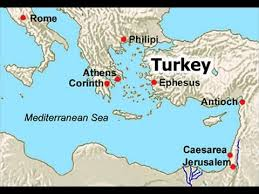 Rome
Philipi
Turkey
Athens
Corinth
Ephesus
Antioch
Mediterranean Sea
Caesarea
Jerusalem